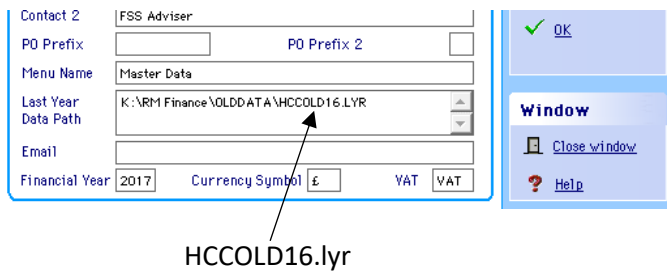 Contact 2 FSS Adviser
PO Prefix PO Prefix 2
Menu Name Master Data
Last Year Data Path K:\RM Finance\OLDDATA\HCCOLD16.LYR
Email
Financial Year 2017 Currency Symbol £ VAT VAT
OK
Window
Close window
? Help
HCCOLD16.lyr